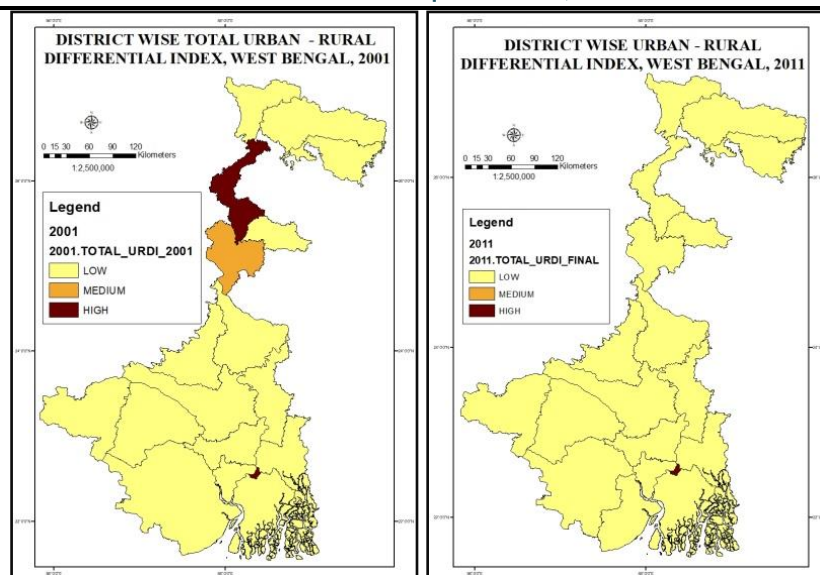 DISTRICT WISE TOTAL URBAN - RURAL
DIFFERENTIAL INDEX, WEST BENGAL, 2001
0 15 30 60 90 120
Kilometers
1:2,500,000
Legend
2001
2001.TOTAL_URDI_2001
LOW
MEDIUM
HIGH
DISTRICT WISE URBAN - RURAL
DIFFERENTIAL INDEX, WEST BENGAL, 2011
0 15 30 60 90 120
Kilometers
1:2,500,000
Legend
2011
2011.TOTAL_URDI_FINAL
LOW
MEDIUM
HIGH